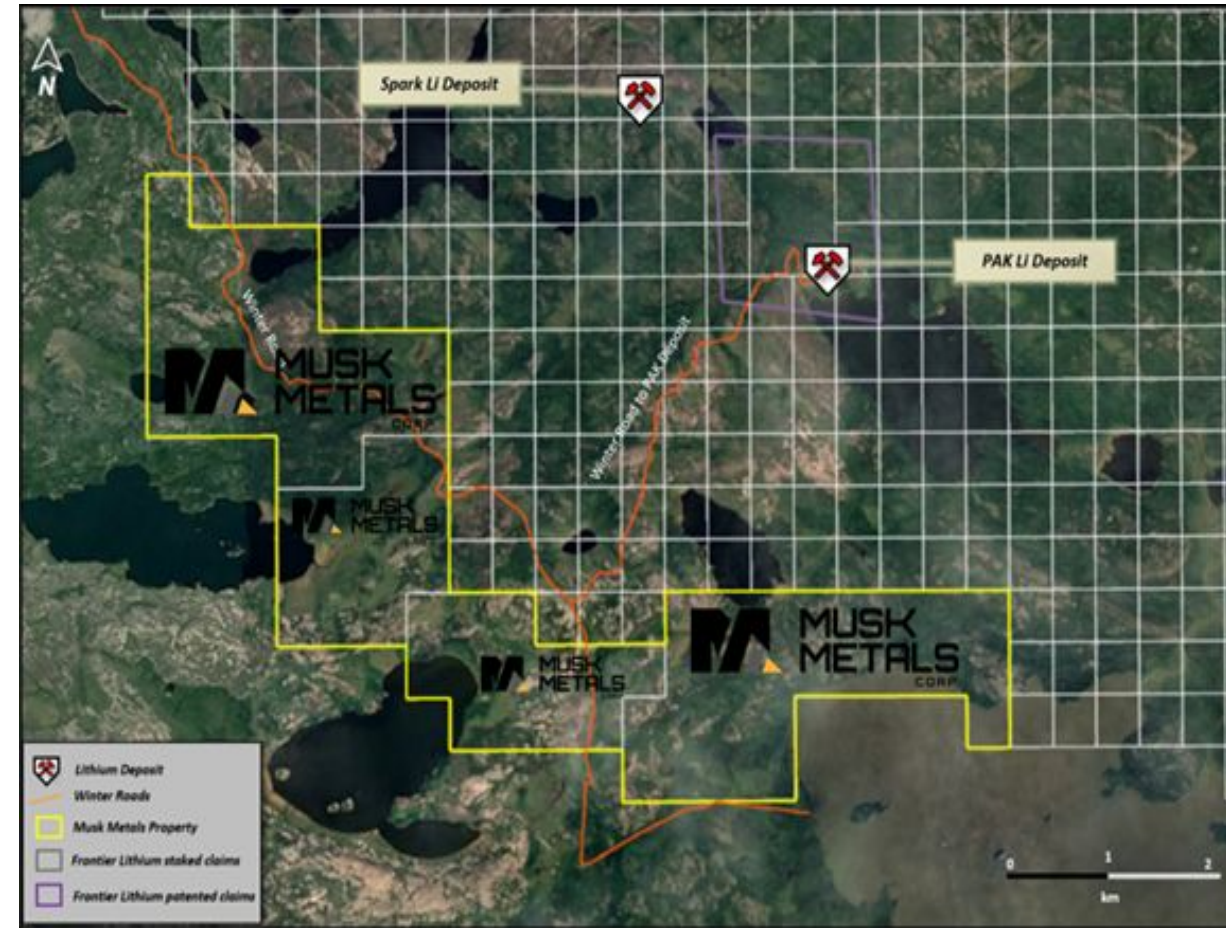 N
Spark Li Deposit
PAK Li Deposit
Winter Ro
Winter Road to PAK Deposit
MUSK
METALS
CORP
MUSK
METALS
MUSK
METALS
MUSK
METALS
CORP
Lithium Deposit
Winter Roads
Musk Metals Property
Frontier Lithium staked claims
Frontier Lithium patented claims
0 1 2
km